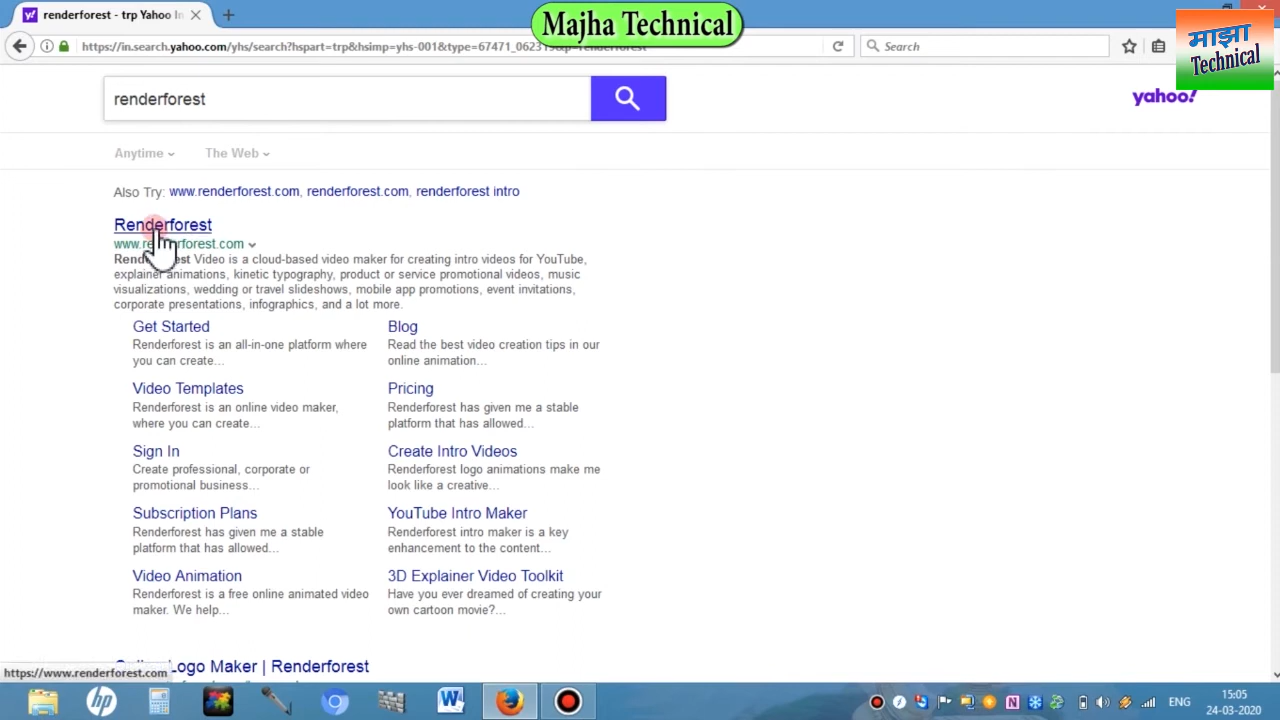 renderforest - trp Yahoo In
Majha Technical
माझा
Technical
https://in.search.yahoo.com/yhs/search?hspart=trp&hsimp=yhs-001&type=67471_062319&p=renderforest
Search
renderforest
yahoo!
Anytime The Web
Also Try: www.renderforest.com, renderforest.com, renderforest intro
Renderforest
www.renderforest.com
Renderforest Video is a cloud-based video maker for creating intro videos for YouTube,
explainer animations, kinetic typography, product or service promotional videos, music
visualizations, wedding or travel slideshows, mobile app promotions, event invitations,
corporate presentations, infographics, and a lot more.
Get Started
Renderforest is an all-in-one platform where
you can create...
Blog
Read the best video creation tips in our
online animation...
Video Templates
Renderforest is an online video maker,
where you can create...
Pricing
Renderforest has given me a stable
platform that has allowed...
Sign In
Create professional, corporate or
promotional business...
Create Intro Videos
Renderforest logo animations make me
look like a creative...
Subscription Plans
Renderforest has given me a stable
platform that has allowed...
YouTube Intro Maker
Renderforest intro maker is a key
enhancement to the content...
Video Animation
Renderforest is a free online animated video
maker. We help...
3D Explainer Video Toolkit
Have you ever dreamed of creating your
own cartoon movie?...
Logo Maker | Renderforest
https://www.renderforest.com
ENG
15:05
24-03-2020